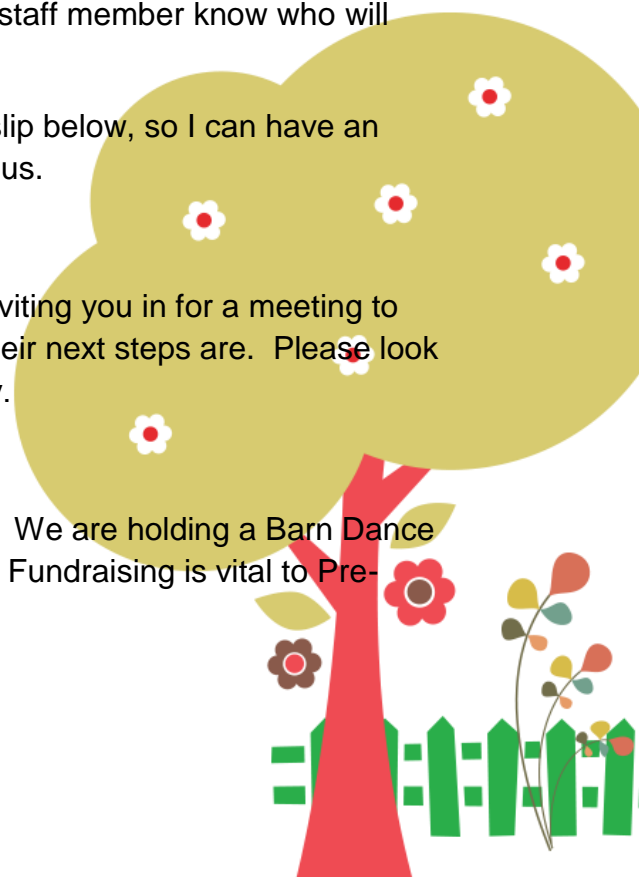 staff member know who will
slip below, so I can have an
us.
viting you in for a meeting to
eir next steps are.  Please look
We are holding a Barn Dance
Fundraising is vital to Pre-